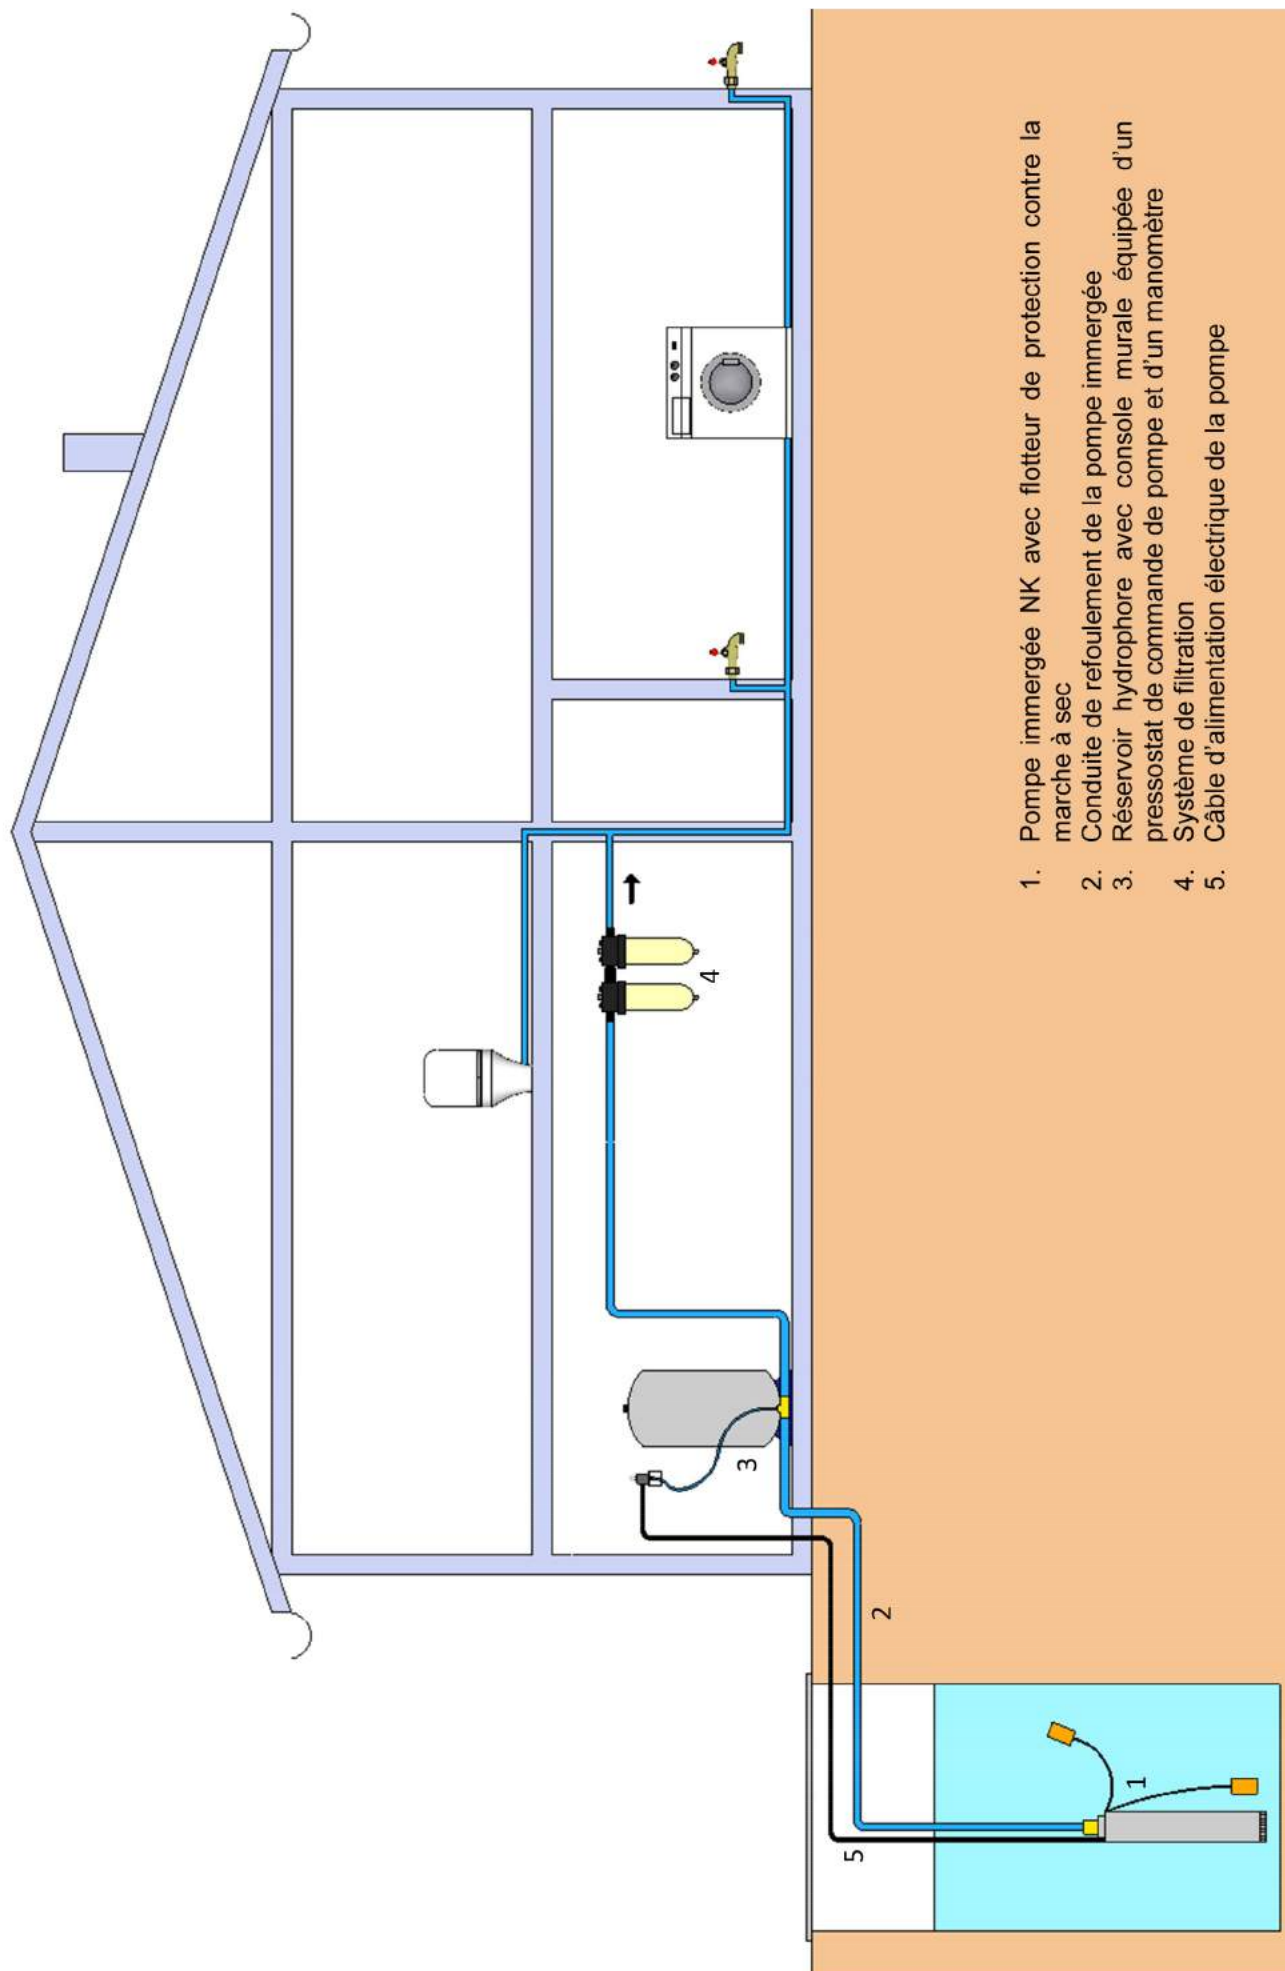 1. Pompe immergée NK avec flotteur de protection contre la
marche à sec
2. Conduite de refoulement de la pompe immergée
3. Réservoir hydrophore avec console murale équipée d'un
pressostat de commande de pompe et d'un manomètre
4. Système de filtration
5. Câble d'alimentation électrique de la pompe
5
1
2
3
4